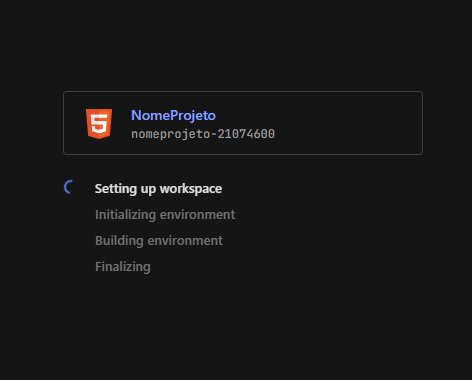 NomeProjeto
nomeprojeto-21074600
Setting up workspace
Initializing environment
Building environment
Finalizing